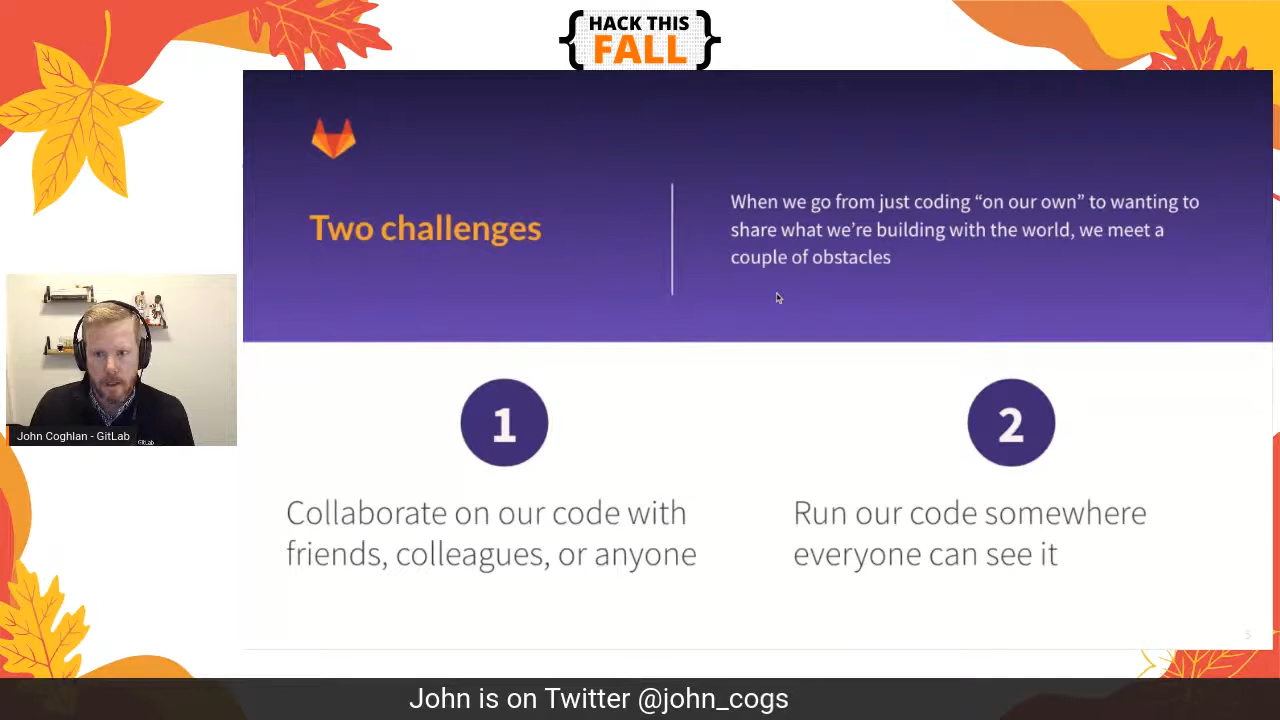 HACK THIS
FALL
Two challenges
When we go from just coding “on our own” to wanting to
share what we’re building with the world, we meet a
couple of obstacles
1
Collaborate on our code with
friends, colleagues, or anyone
2
Run our code somewhere
everyone can see it
5
John Coghlan - GitLab
GitLab
John is on Twitter @john_cogs